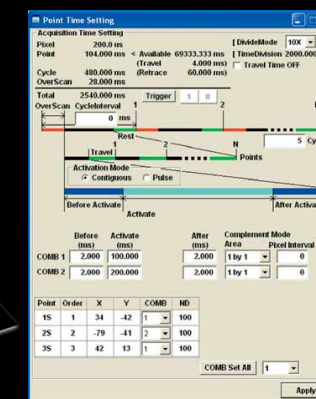 Point Time Setting
Acquisition Time Setting
Pixel 200.0 us
Point 104.000 ms < Available 69333.333 ms
(Travel 4.000 ms)
Cycle 480.000 ms (Retrace 60.000 ms)
OverScan 28.000 ms
[ DivideMode 10X
[ TimeDivision 2000.000
Travel Time OFF
Total 2540.000 ms Trigger 1 0
OverScan CycleInterval 1 2
0 ms
Rest
5 Cy
1 2 N
Travel Points
Activation Mode
Contiguous Pulse
Before Activate After Activa
Activate
Before (ms) Activate (ms) After (ms) Complement Mode
Area Pixel Interval
COMB 1 2.000 100.000 2.000 1 by 1 0
COMB 2 2.000 200.000 2.000 1 by 1 0
Point Order X Y COMB ND
1S 1 34 -42 1 100
2S 2 -79 -41 2 100
3S 3 42 13 1 100
COMB Set All 1
Apply